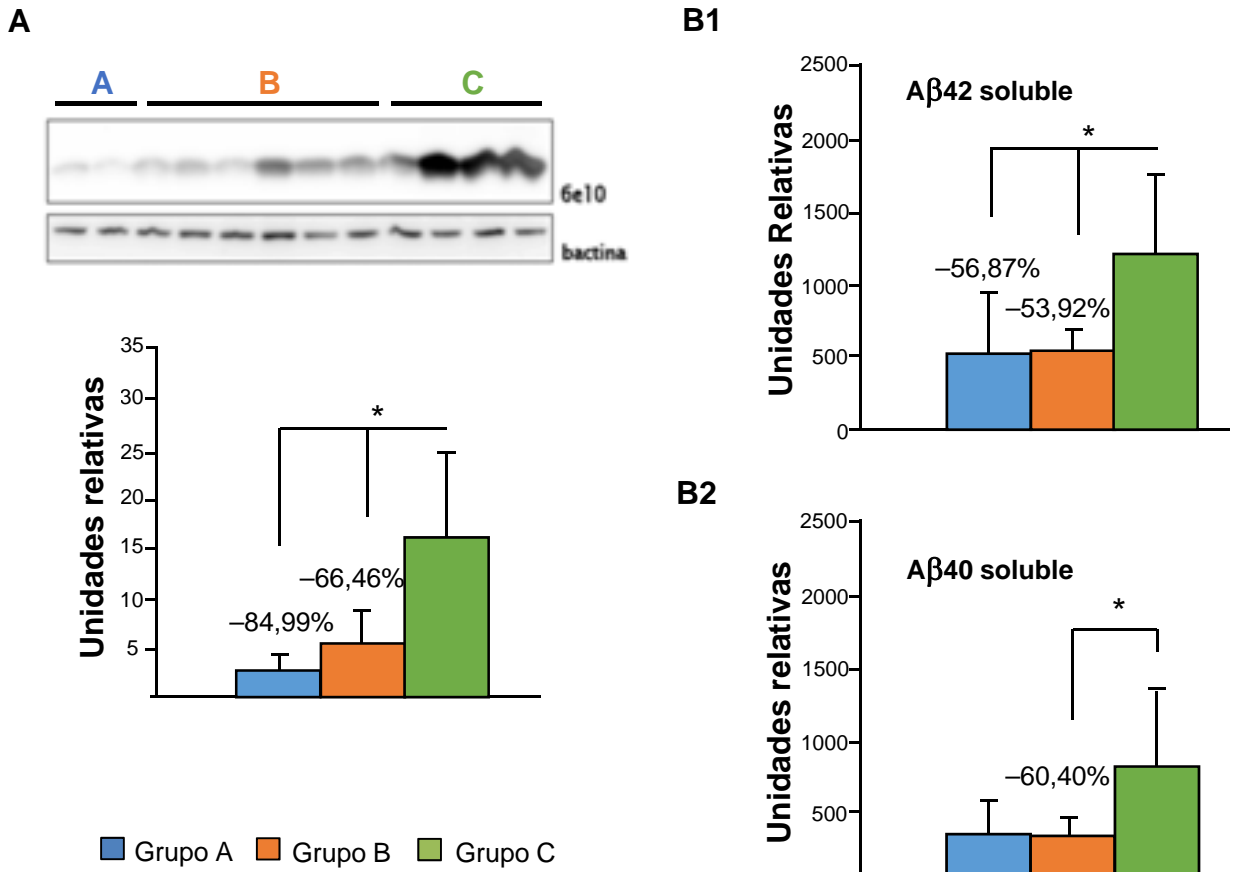 A
A B C
6e10
bactina
Unidades relativas
35
30
25
20
15
10
5
*
–84,99%
–66,46%
Grupo A Grupo B Grupo C
B1
Aβ42 soluble
Unidades Relativas
2500
2000
1500
1000
500
0
*
–56,87%
–53,92%
B2
Aβ40 soluble
Unidades relativas
2500
2000
1500
1000
500
*
–60,40%